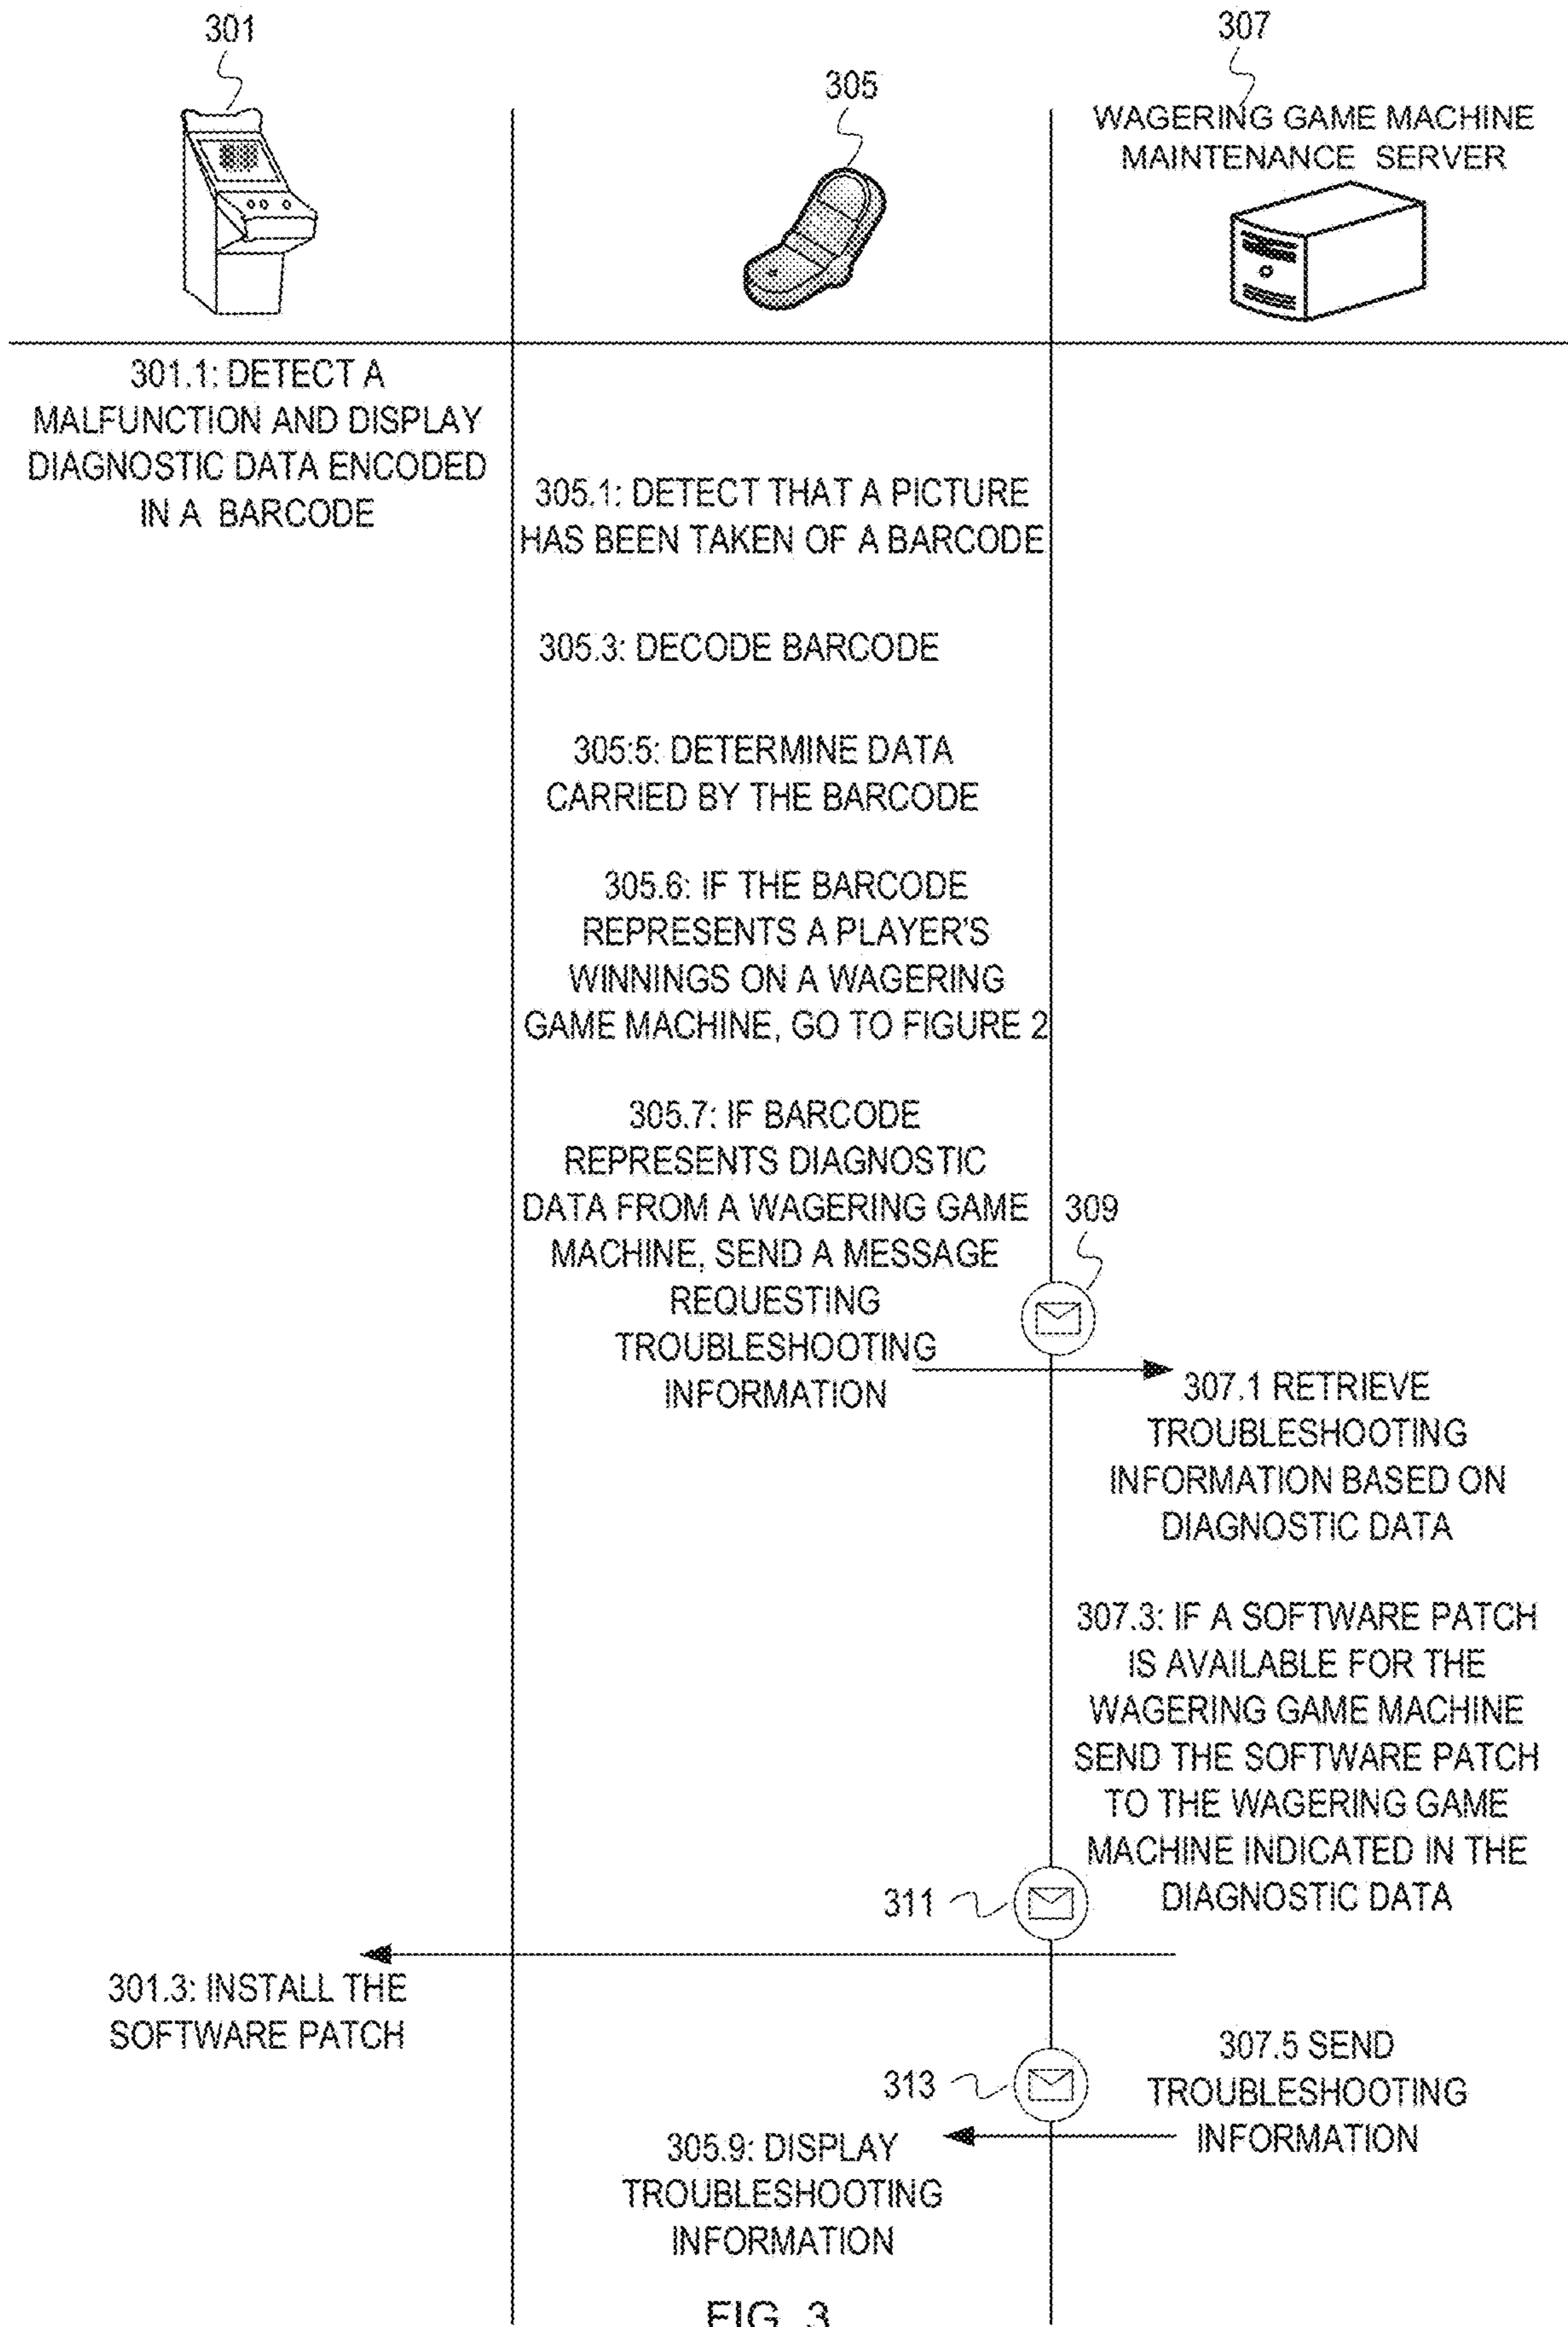 301
305
307
WAGERING GAME MACHINE
MAINTENANCE SERVER
301.1: DETECT A
MALFUNCTION AND DISPLAY
DIAGNOSTIC DATA ENCODED
IN A BARCODE
305.1: DETECT THAT A PICTURE
HAS BEEN TAKEN OF A BARCODE
305.3: DECODE BARCODE
305:5: DETERMINE DATA
CARRIED BY THE BARCODE
305.6: IF THE BARCODE
REPRESENTS A PLAYER'S
WINNINGS ON A WAGERING
GAME MACHINE, GO TO FIGURE 2
305.7: IF BARCODE
REPRESENTS DIAGNOSTIC
DATA FROM A WAGERING GAME
MACHINE, SEND A MESSAGE
REQUESTING
TROUBLESHOOTING
INFORMATION
309
307.1 RETRIEVE
TROUBLESHOOTING
INFORMATION BASED ON
DIAGNOSTIC DATA
307.3: IF A SOFTWARE PATCH
IS AVAILABLE FOR THE
WAGERING GAME MACHINE
SEND THE SOFTWARE PATCH
TO THE WAGERING GAME
MACHINE INDICATED IN THE
DIAGNOSTIC DATA
311
301.3: INSTALL THE
SOFTWARE PATCH
313
307.5 SEND
TROUBLESHOOTING
INFORMATION
305.9: DISPLAY
TROUBLESHOOTING
INFORMATION
FIG. 3